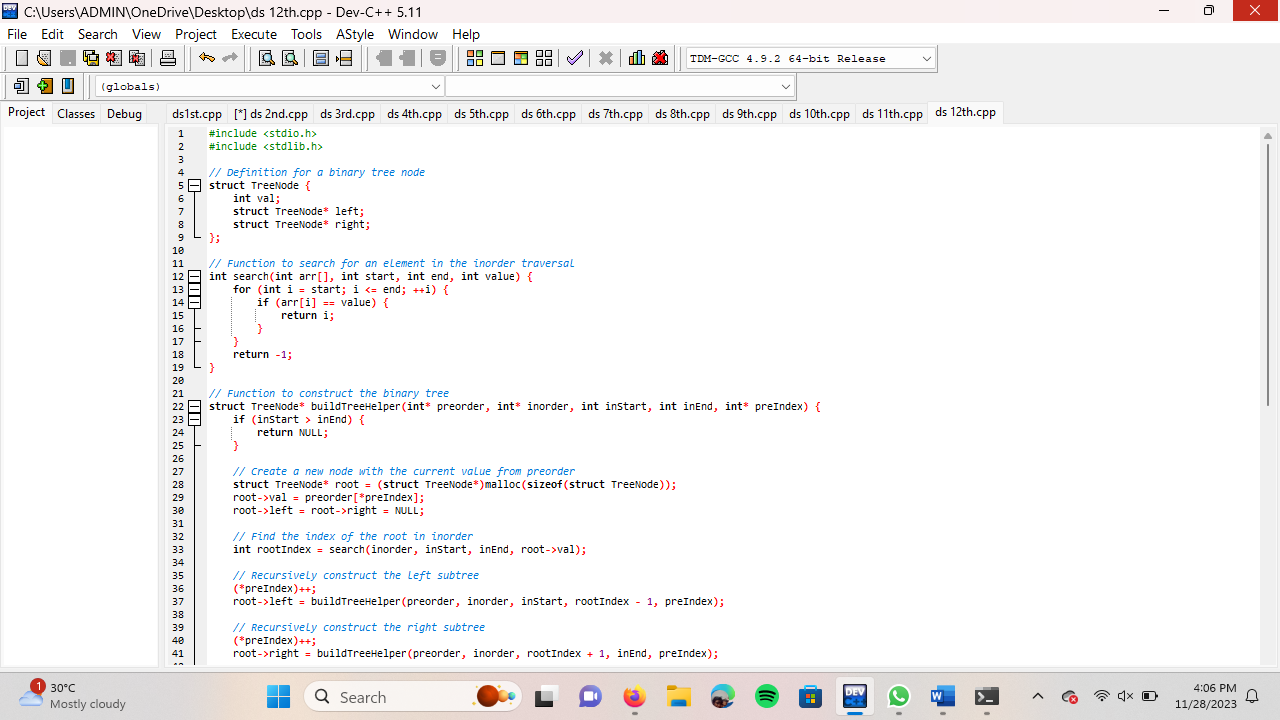 C:\Users\ADMIN\OneDrive\Desktop\ds 12th.cpp - Dev-C++ 5.11
File Edit Search View Project Execute Tools AStyle Window Help
TDM-GCC 4.9.2 64-bit Release
(globals)
Project Classes Debug
ds1st.cpp [*] ds 2nd.cpp ds 3rd.cpp ds 4th.cpp ds 5th.cpp ds 6th.cpp ds 7th.cpp ds 8th.cpp ds 9th.cpp ds 10th.cpp ds 11th.cpp ds 12th.cpp
1 #include <stdio.h>
2 #include <stdlib.h>
3
4 // Definition for a binary tree node
5 struct TreeNode {
6 int val;
7 struct TreeNode* left;
8 struct TreeNode* right;
9 };
10
11 // Function to search for an element in the inorder traversal
12 int search(int arr[], int start, int end, int value) {
13 for (int i = start; i <= end; ++i) {
14 if (arr[i] == value) {
15 return i;
16 }
17 }
18 return -1;
19 }
20
21 // Function to construct the binary tree
22 struct TreeNode* buildTreeHelper(int* preorder, int* inorder, int inStart, int inEnd, int* preIndex) {
23 if (inStart > inEnd) {
24 return NULL;
25 }
26
27 // Create a new node with the current value from preorder
28 struct TreeNode* root = (struct TreeNode*)malloc(sizeof(struct TreeNode));
29 root->val = preorder[*preIndex];
30 root->left = root->right = NULL;
31
32 // Find the index of the root in inorder
33 int rootIndex = search(inorder, inStart, inEnd, root->val);
34
35 // Recursively construct the left subtree
36 (*preIndex)++;
37 root->left = buildTreeHelper(preorder, inorder, inStart, rootIndex - 1, preIndex);
38
39 // Recursively construct the right subtree
40 (*preIndex)++;
41 root->right = buildTreeHelper(preorder, inorder, rootIndex + 1, inEnd, preIndex);
1
30°C
Mostly cloudy
Search
DEV
4:06 PM
11/28/2023